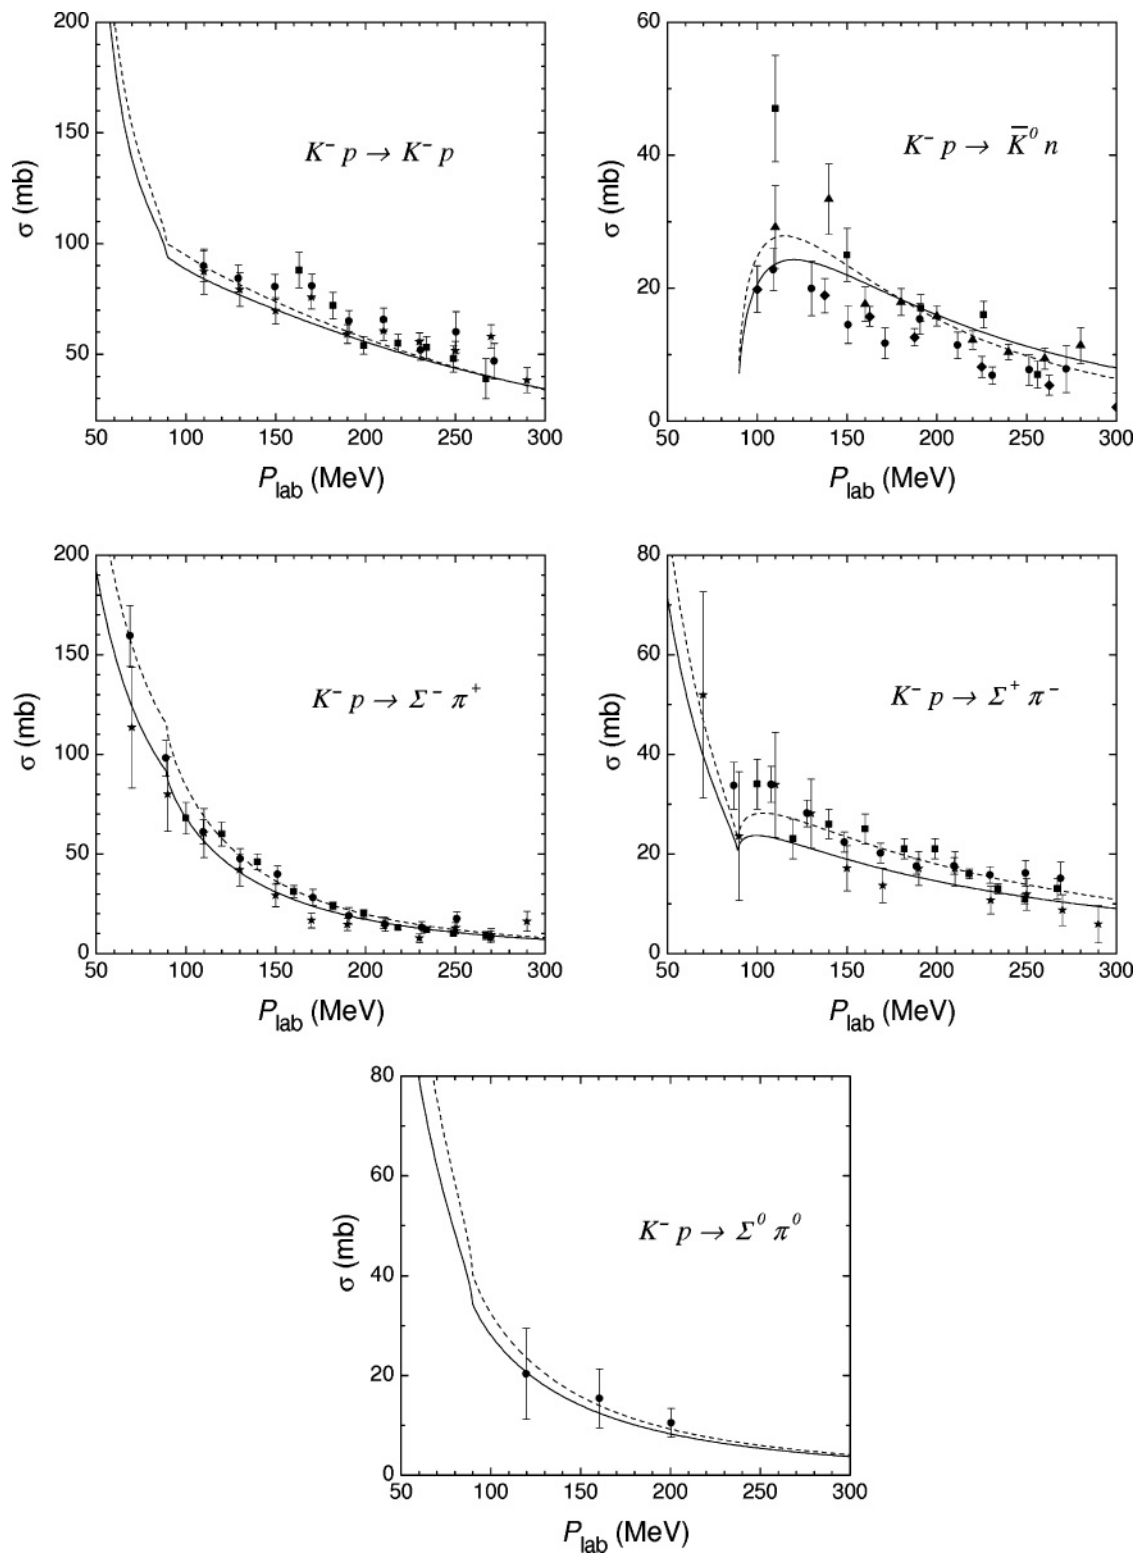 200
150
100
50
50 100 150 200 250 300
σ (mb)
P_lab (MeV)
K⁻ p → K⁻ p
60
40
20
0
50 100 150 200 250 300
σ (mb)
P_lab (MeV)
K⁻ p → K̅⁰ n
200
150
100
50
0
50 100 150 200 250 300
σ (mb)
P_lab (MeV)
K⁻ p → Σ⁻ π⁺
80
60
40
20
0
50 100 150 200 250 300
σ (mb)
P_lab (MeV)
K⁻ p → Σ⁺ π⁻
80
60
40
20
0
50 100 150 200 250 300
σ (mb)
P_lab (MeV)
K⁻ p → Σ⁰ π⁰